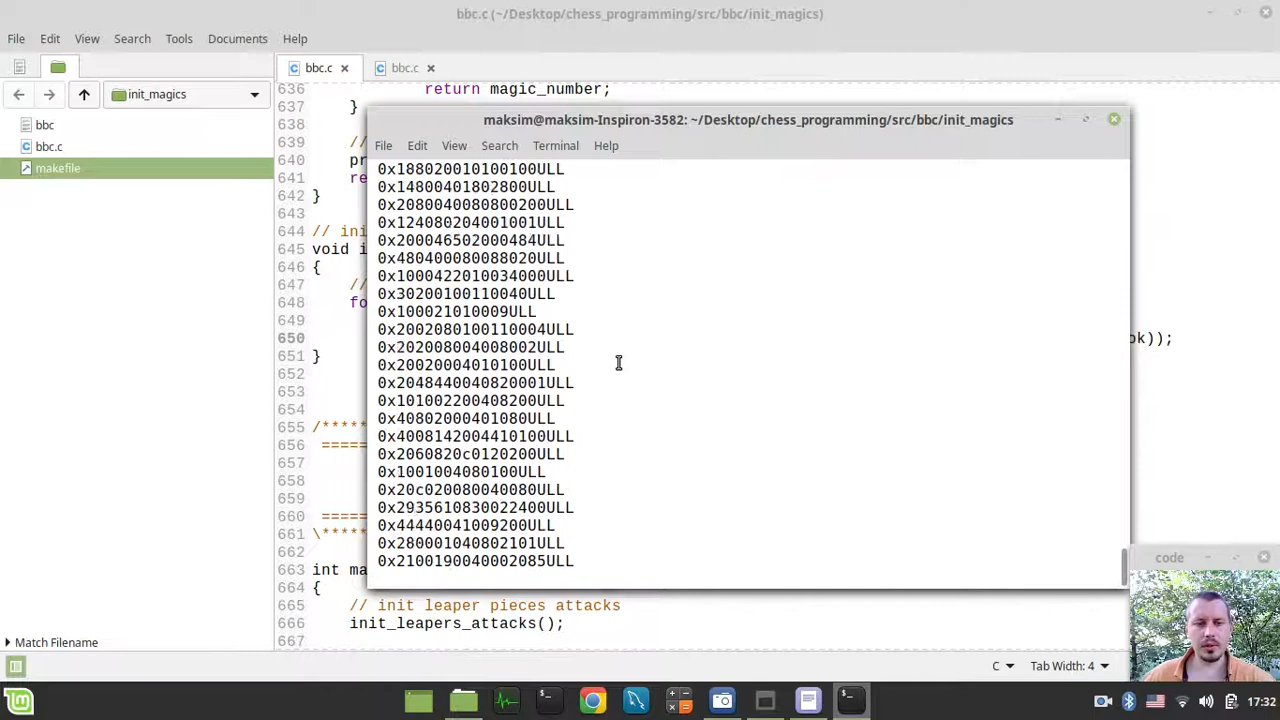 bbc.c (~/Desktop/chess_programming/src/bbc/init_magics)
File Edit View Search Tools Documents Help
bbc.c
bbc.c
init_magics
bbc
bbc.c
makefile
636 return magic_number;
637 }
638
639 //
640 pr
641 re
642 }
643
644 // ini
645 void i
646 {
647 //
648 fo
649
650 ok));
651 }
652
653
654
655 /*****
656 =====
657
658
659
660 =====
661 \*****
662
663 int ma
664 {
665 // init leaper pieces attacks
666 init_leapers_attacks();
667
maksim@maksim-Inspiron-3582: ~/Desktop/chess_programming/src/bbc/init_magics
File Edit View Search Terminal Help
0x188020010100100ULL
0x14800401802800ULL
0x2080040080800200ULL
0x124080204001001ULL
0x200046502000484ULL
0x480400080088020ULL
0x1000422010034000ULL
0x30200100110040ULL
0x100021010009ULL
0x2002080100110004ULL
0x202008004008002ULL
0x20020004010100ULL
0x2048440040820001ULL
0x101002200408200ULL
0x40802000401080ULL
0x4008142004410100ULL
0x2060820c0120200ULL
0x1001004080100ULL
0x20c020080040080ULL
0x2935610830022400ULL
0x44440041009200ULL
0x280001040802101ULL
0x2100190040002085ULL
code
Match Filename
C Tab Width: 4
17:32